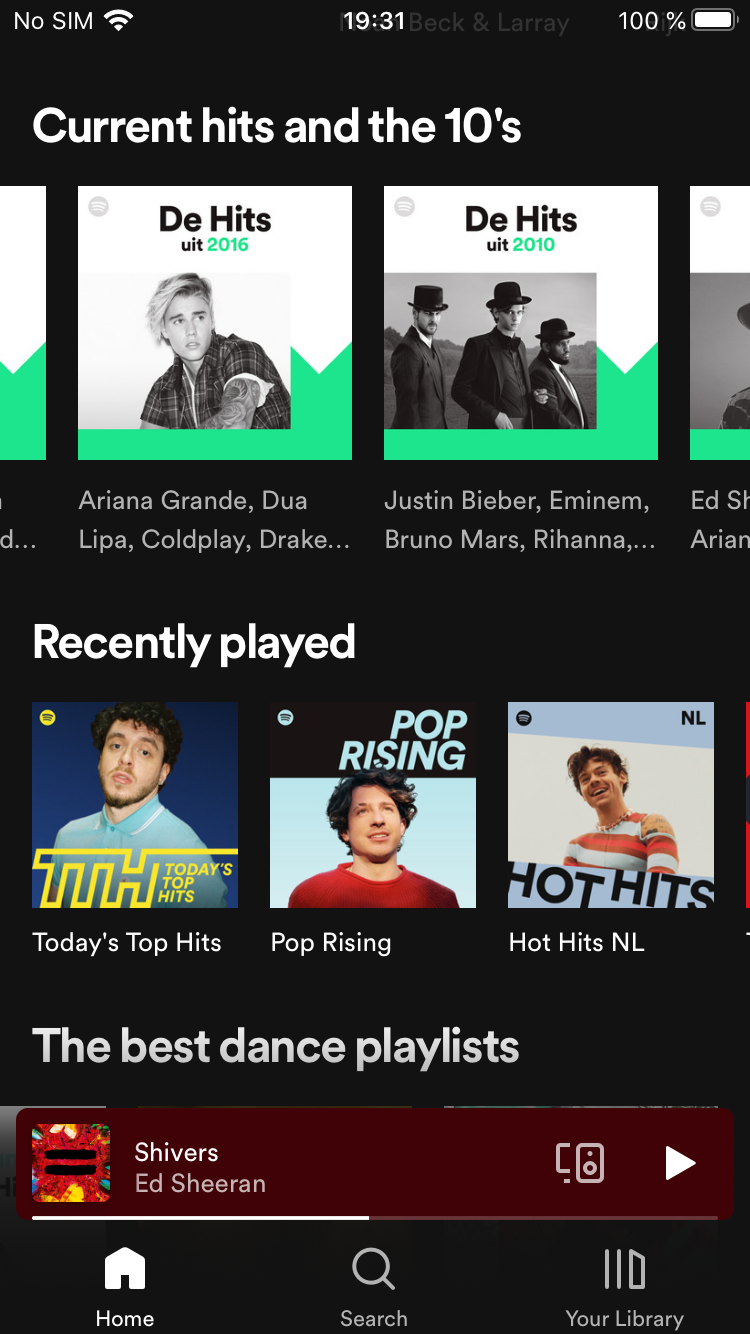 No SIM 19:31 100 %
Beck & Larray
Current hits and the 10's
De Hits
uit 2016
De Hits
uit 2010
d...
Ariana Grande, Dua
Lipa, Coldplay, Drake...
Justin Bieber, Eminem,
Bruno Mars, Rihanna,...
Ed Sh
Arian
Recently played
TTH TODAY'S
TOP
HITS
POP
RISING
NL
HOT HITS
Today's Top Hits
Pop Rising
Hot Hits NL
The best dance playlists
Shivers
Ed Sheeran
Home
Search
Your Library